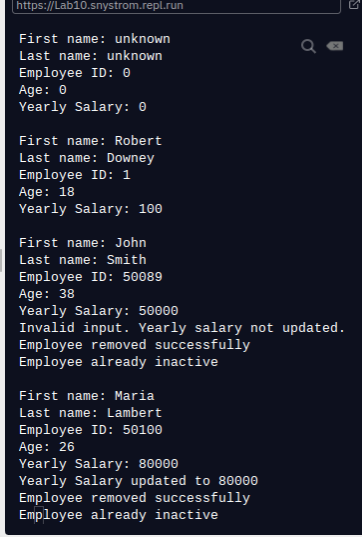 https://Lab10.snystrom.repl.run
First name: unknown
Last name: unknown
Employee ID: 0
Age: 0
Yearly Salary: 0
First name: Robert
Last name: Downey
Employee ID: 1
Age: 18
Yearly Salary: 100
First name: John
Last name: Smith
Employee ID: 50089
Age: 38
Yearly Salary: 50000
Invalid input. Yearly salary not updated.
Employee removed successfully
Employee already inactive
First name: Maria
Last name: Lambert
Employee ID: 50100
Age: 26
Yearly Salary: 80000
Yearly Salary updated to 80000
Employee removed successfully
Employee already inactive